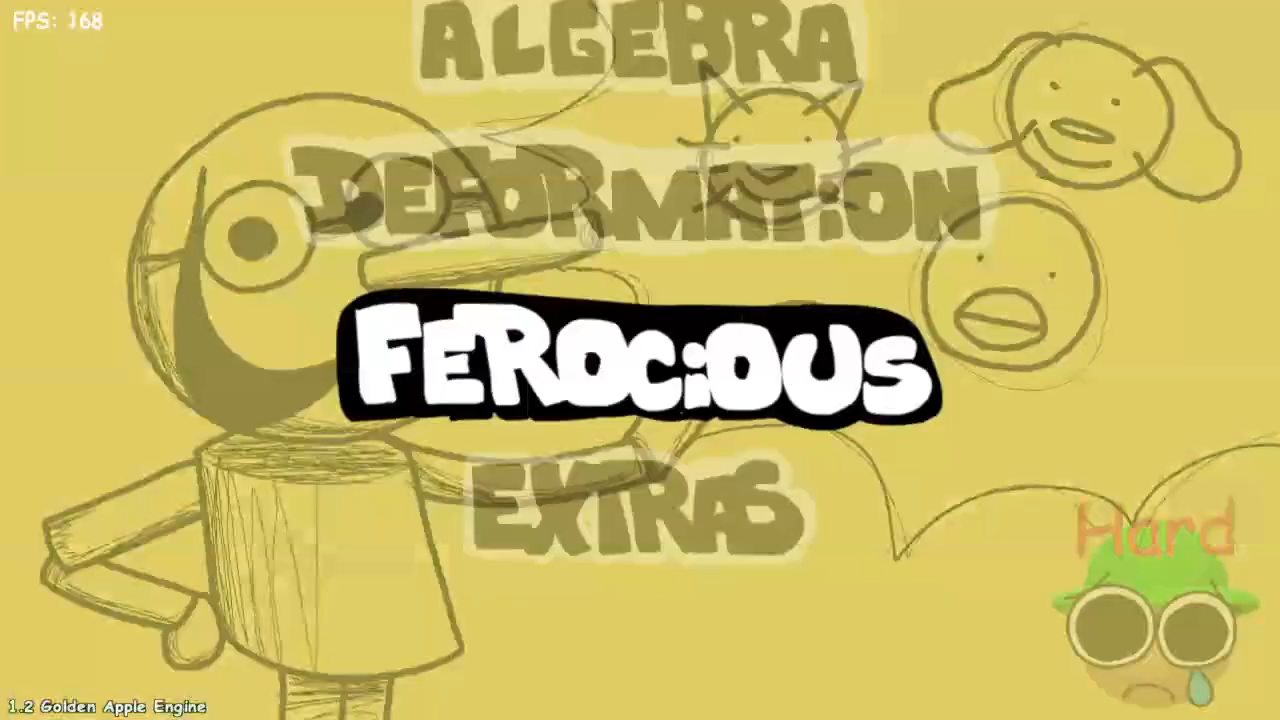 FPS: 168
ALGEBRA
DEFORMATiON
FEROCiOUS
EXTRAS
Hard
1.2 Golden Apple Engine